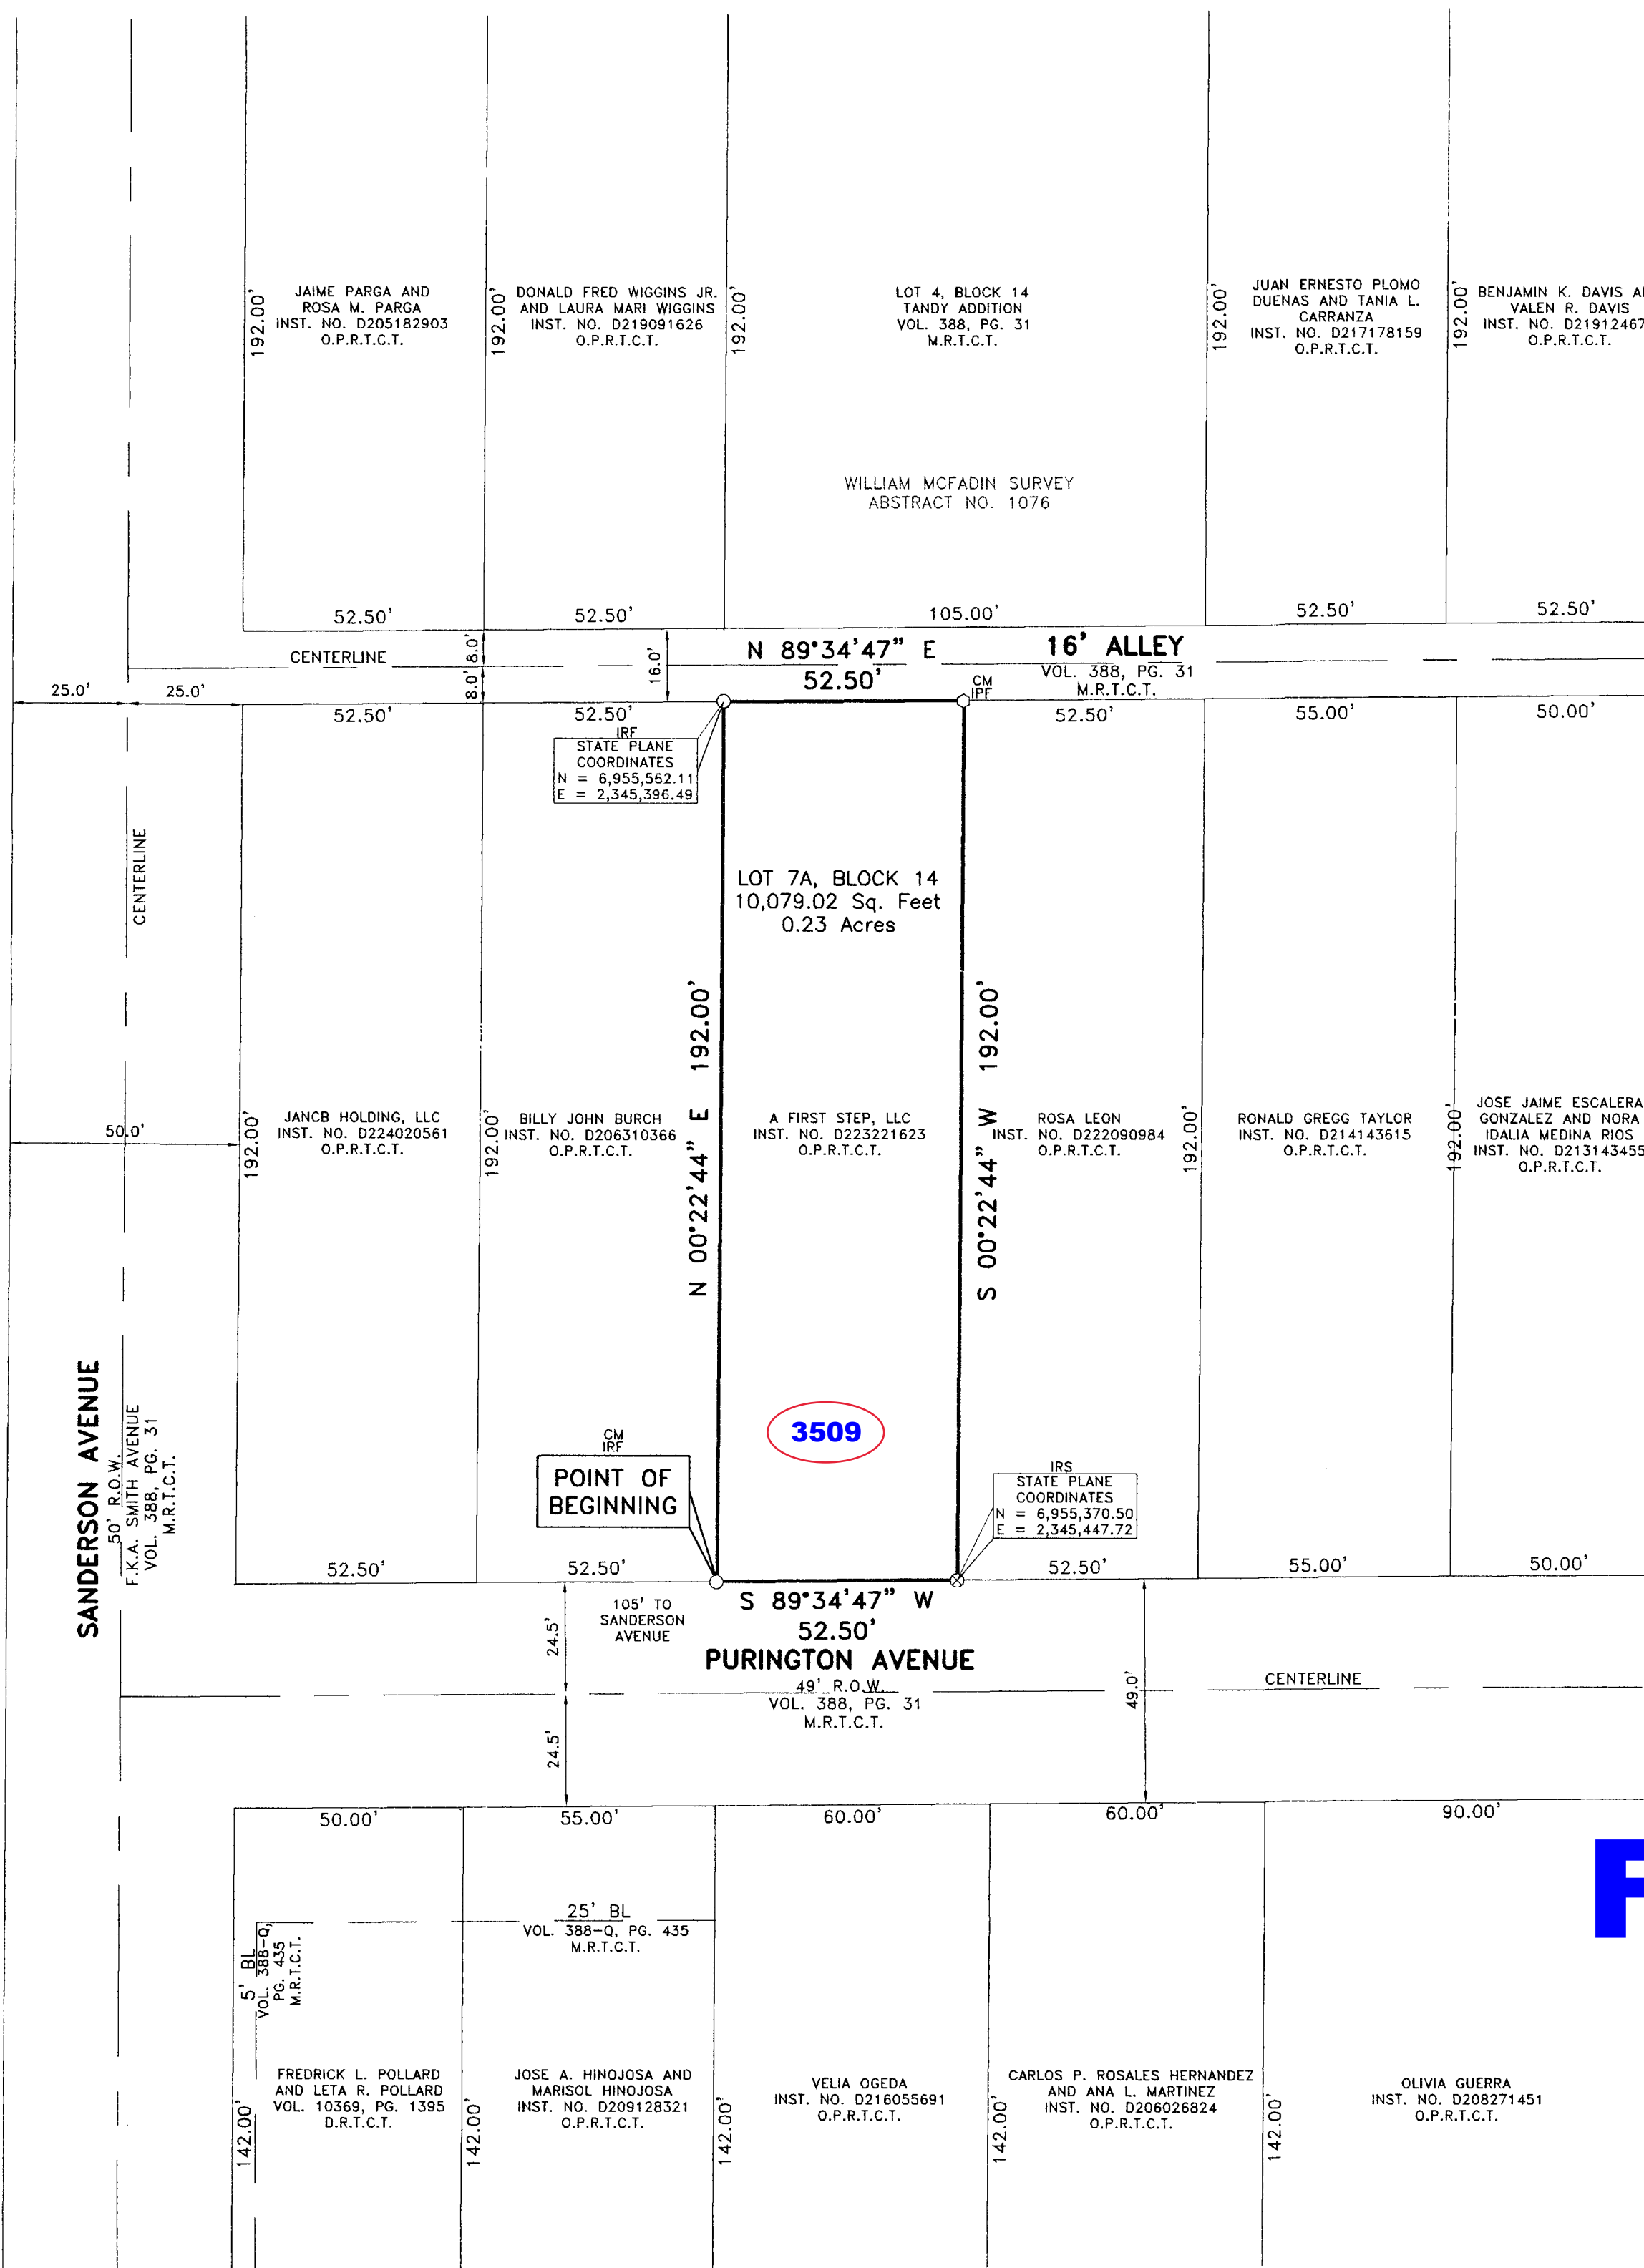 192.00'
JAIME PARGA AND
ROSA M. PARGA
INST. NO. D205182903
O.P.R.T.C.T.
192.00'
DONALD FRED WIGGINS JR.
AND LAURA MARI WIGGINS
INST. NO. D219091626
O.P.R.T.C.T.
192.00'
LOT 4, BLOCK 14
TANDY ADDITION
VOL. 388, PG. 31
M.R.T.C.T.
192.00'
JUAN ERNESTO PLOMO
DUENAS AND TANIA L.
CARRANZA
INST. NO. D217178159
O.P.R.T.C.T.
192.00'
BENJAMIN K. DAVIS
VALEN R. DAVIS
INST. NO. D21912467
O.P.R.T.C.T.
WILLIAM MCFADIN SURVEY
ABSTRACT NO. 1076
52.50'
52.50'
105.00'
52.50'
52.50'
CENTERLINE
8.0'
8.0'
16.0'
N 89°34'47" E
52.50'
16' ALLEY
VOL. 388, PG. 31
M.R.T.C.T.
25.0'
25.0'
52.50'
52.50'
CM
IPF
52.50'
55.00'
50.00'
IRF
STATE PLANE
COORDINATES
N = 6,955,562.11
E = 2,345,396.49
CENTERLINE
LOT 7A, BLOCK 14
10,079.02 Sq. Feet
0.23 Acres
N 00°22'44" E 192.00'
S 00°22'44" W 192.00'
50.0'
192.00'
JANCB HOLDING, LLC
INST. NO. D224020561
O.P.R.T.C.T.
192.00'
BILLY JOHN BURCH
INST. NO. D206310366
O.P.R.T.C.T.
A FIRST STEP, LLC
INST. NO. D223221623
O.P.R.T.C.T.
ROSA LEON
INST. NO. D222090984
O.P.R.T.C.T.
192.00'
RONALD GREGG TAYLOR
INST. NO. D214143615
O.P.R.T.C.T.
192.00'
JOSE JAIME ESCALERA
GONZALEZ AND NORA
IDALIA MEDINA RIOS
INST. NO. D213143455
O.P.R.T.C.T.
SANDERSON AVENUE
50' R.O.W.
F.K.A. SMITH AVENUE
VOL. 388, PG. 31
M.R.T.C.T.
3509
CM
IRF
POINT OF
BEGINNING
IRS
STATE PLANE
COORDINATES
N = 6,955,370.50
E = 2,345,447.72
52.50'
52.50'
52.50'
55.00'
50.00'
105' TO
SANDERSON
AVENUE
24.5'
S 89°34'47" W
52.50'
PURINGTON AVENUE
49' R.O.W.
VOL. 388, PG. 31
M.R.T.C.T.
49.0'
CENTERLINE
24.5'
50.00'
55.00'
60.00'
60.00'
90.00'
F
25' BL
VOL. 388-Q, PG. 435
M.R.T.C.T.
5' BL
VOL. 388-Q,
PG. 435
M.R.T.C.T.
142.00'
FREDRICK L. POLLARD
AND LETA R. POLLARD
VOL. 10369, PG. 1395
D.R.T.C.T.
142.00'
JOSE A. HINOJOSA AND
MARISOL HINOJOSA
INST. NO. D209128321
O.P.R.T.C.T.
142.00'
VELIA OGEDA
INST. NO. D216055691
O.P.R.T.C.T.
142.00'
CARLOS P. ROSALES HERNANDEZ
AND ANA L. MARTINEZ
INST. NO. D206026824
O.P.R.T.C.T.
142.00'
OLIVIA GUERRA
INST. NO. D208271451
O.P.R.T.C.T.